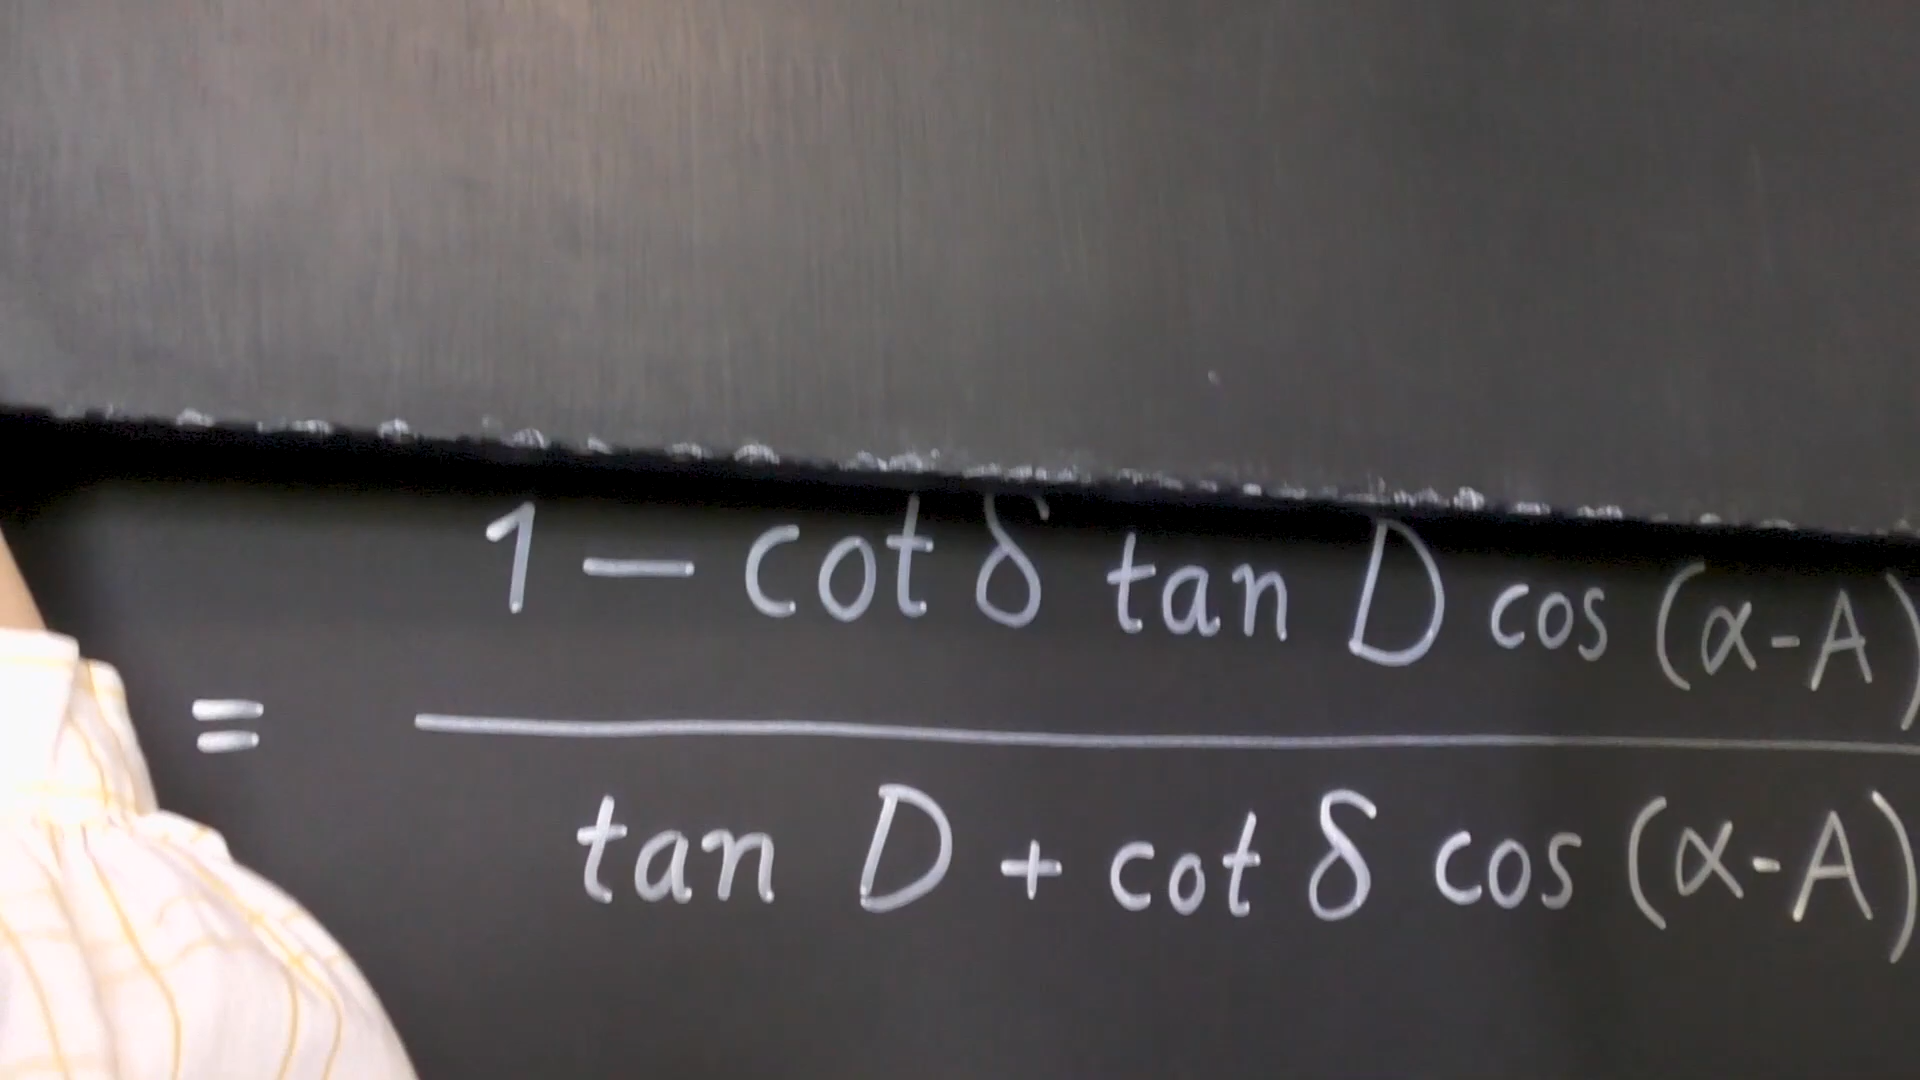 1 − cot δ tan D cos (α-A)
=
tan D + cot δ cos (α-A)